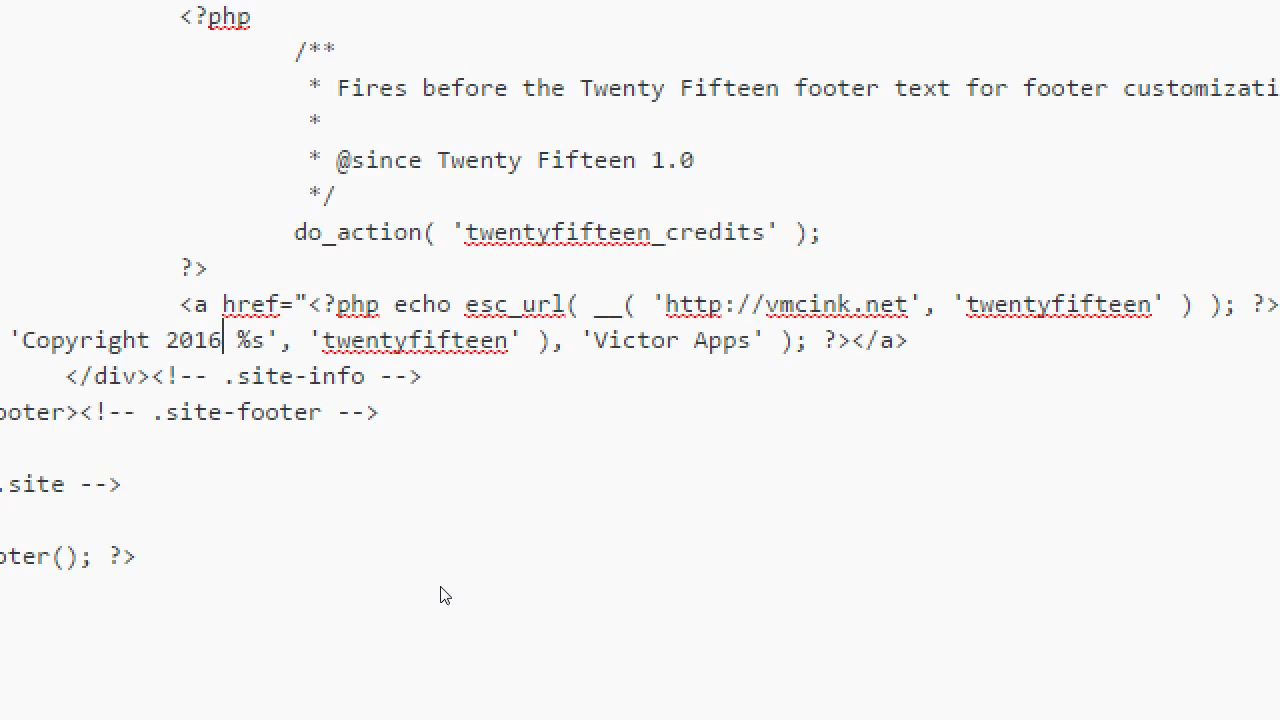 <?php
/**
* Fires before the Twenty Fifteen footer text for footer customizati
*
* @since Twenty Fifteen 1.0
*/
do_action( 'twentyfifteen_credits' );
?>
<a href="<?php echo esc_url( __( 'http://vmcink.net', 'twentyfifteen' ) ); ?>
'Copyright 2016 %s', 'twentyfifteen' ), 'Victor Apps' ); ?></a>
</div><!-- .site-info -->
ooter><!-- .site-footer -->
.site -->
oter(); ?>